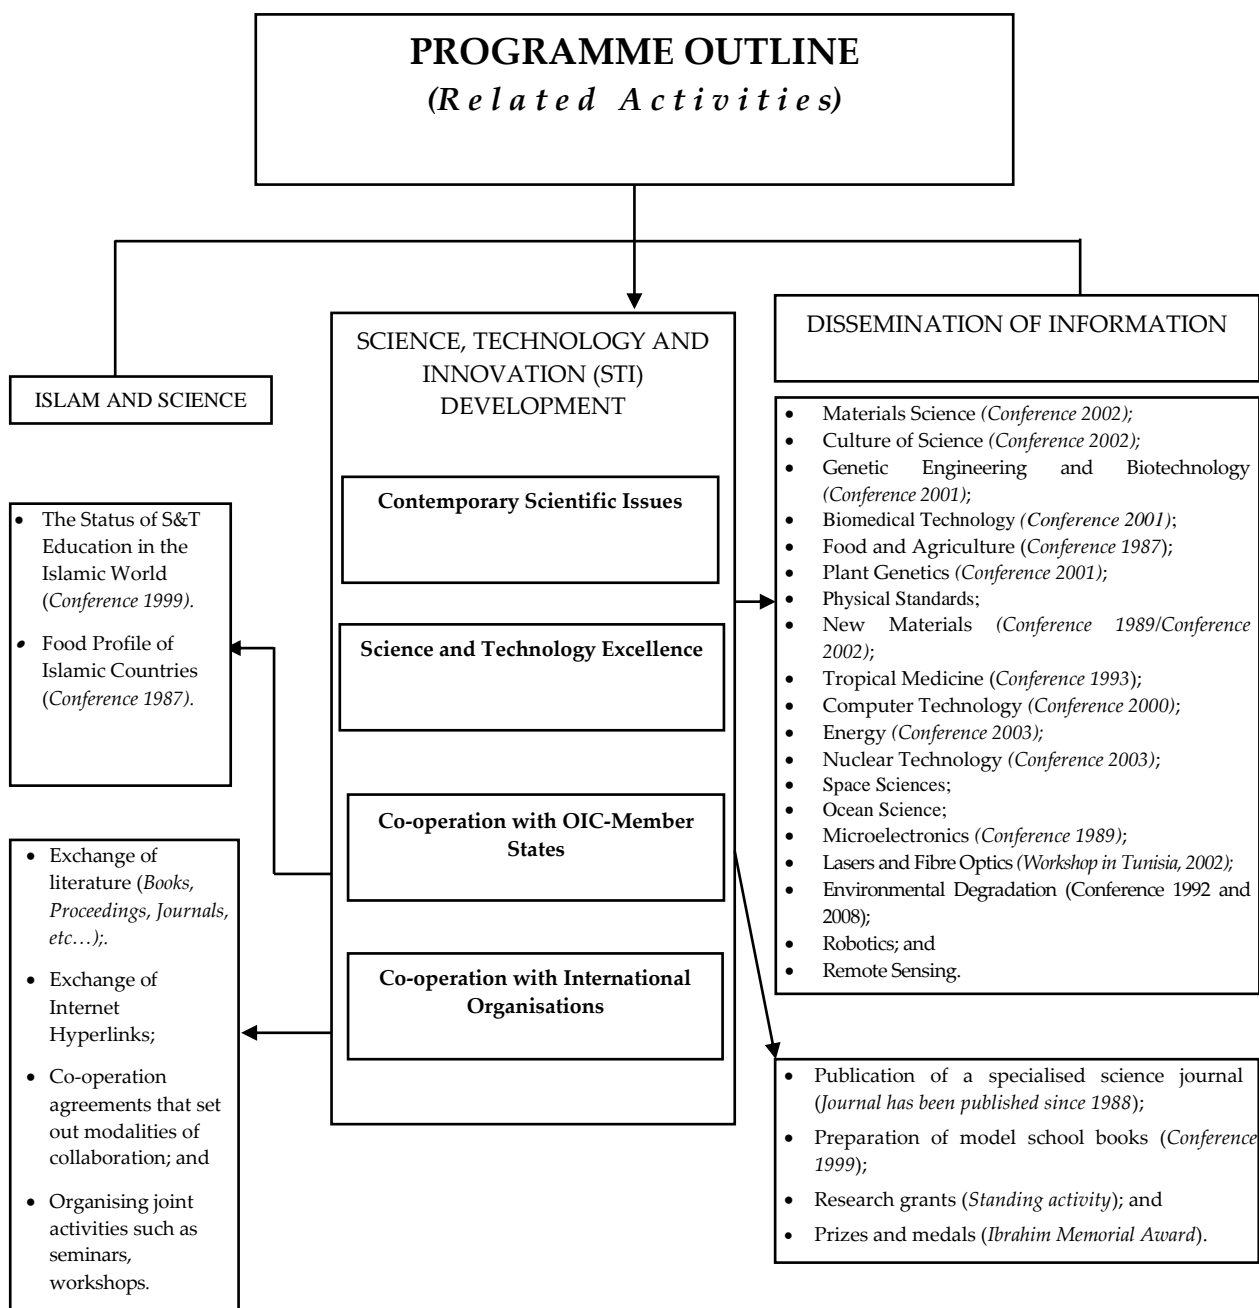 PROGRAMME OUTLINE
(Related Activities)
ISLAM AND SCIENCE
• The Status of S&T
Education in the
Islamic World
(Conference 1999).
• Food Profile of
Islamic Countries
(Conference 1987).
• Exchange of
literature (Books,
Proceedings, Journals,
etc…);.
• Exchange of
Internet
Hyperlinks;
• Co-operation
agreements that set
out modalities of
collaboration; and
• Organising joint
activities such as
seminars,
workshops.
SCIENCE, TECHNOLOGY AND
INNOVATION (STI)
DEVELOPMENT
Contemporary Scientific Issues
Science and Technology Excellence
Co-operation with OIC-Member
States
Co-operation with International
Organisations
DISSEMINATION OF INFORMATION
• Materials Science (Conference 2002);
• Culture of Science (Conference 2002);
• Genetic Engineering and Biotechnology
(Conference 2001);
• Biomedical Technology (Conference 2001);
• Food and Agriculture (Conference 1987);
• Plant Genetics (Conference 2001);
• Physical Standards;
• New Materials (Conference 1989/Conference
2002);
• Tropical Medicine (Conference 1993);
• Computer Technology (Conference 2000);
• Energy (Conference 2003);
• Nuclear Technology (Conference 2003);
• Space Sciences;
• Ocean Science;
• Microelectronics (Conference 1989);
• Lasers and Fibre Optics (Workshop in Tunisia, 2002);
• Environmental Degradation (Conference 1992 and
2008);
• Robotics; and
• Remote Sensing.
• Publication of a specialised science journal
(Journal has been published since 1988);
• Preparation of model school books (Conference
1999);
• Research grants (Standing activity); and
• Prizes and medals (Ibrahim Memorial Award).